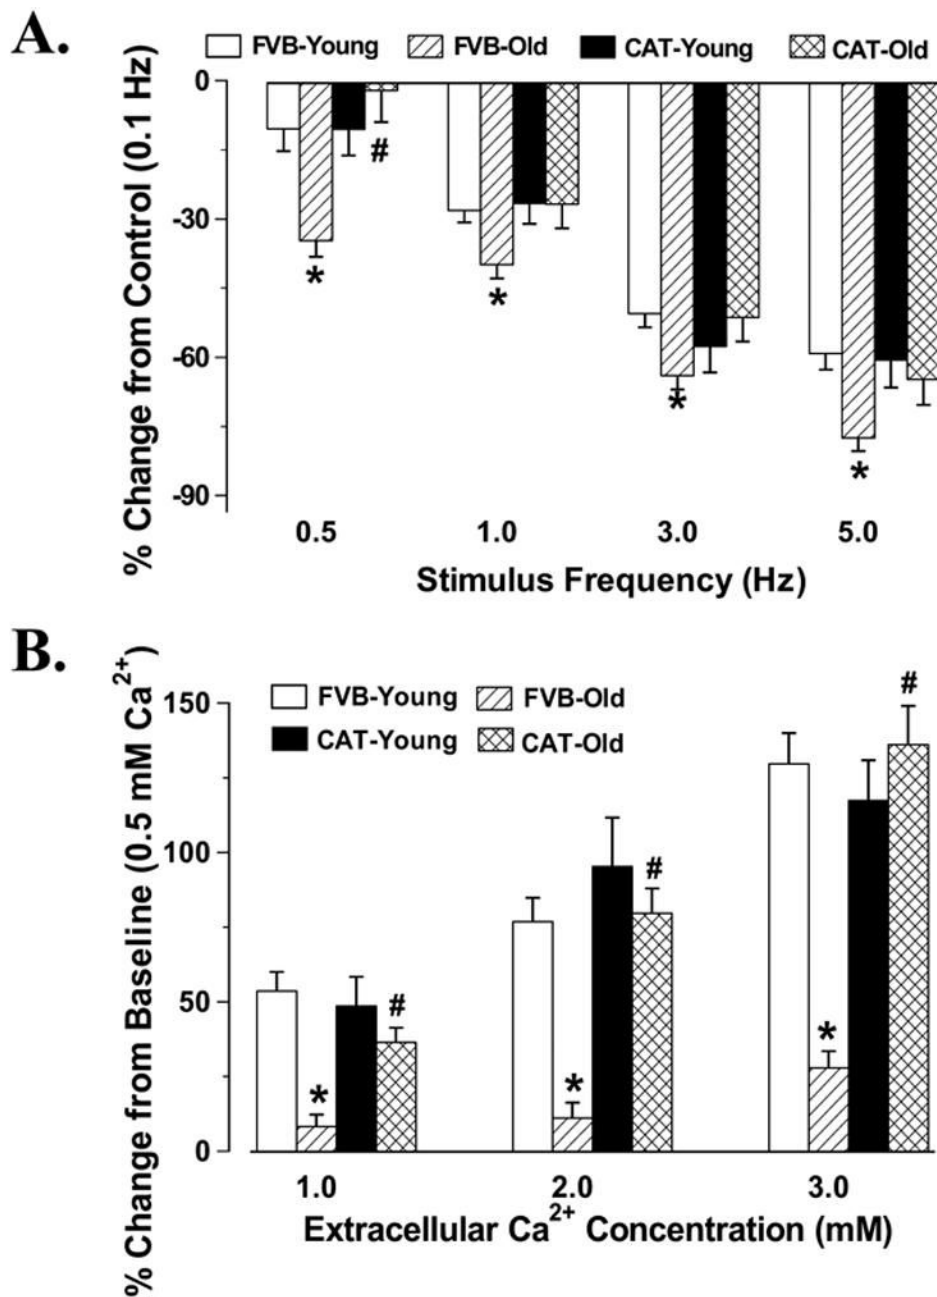 A.
FVB-Young FVB-Old CAT-Young CAT-Old
% Change from Control (0.1 Hz)
0
-30
-60
-90
#
*
*
*
*
0.5 1.0 3.0 5.0
Stimulus Frequency (Hz)
B.
% Change from Baseline (0.5 mM Ca²⁺)
150
100
50
0
FVB-Young FVB-Old
CAT-Young CAT-Old
* #
* #
* #
1.0 2.0 3.0
Extracellular Ca²⁺ Concentration (mM)